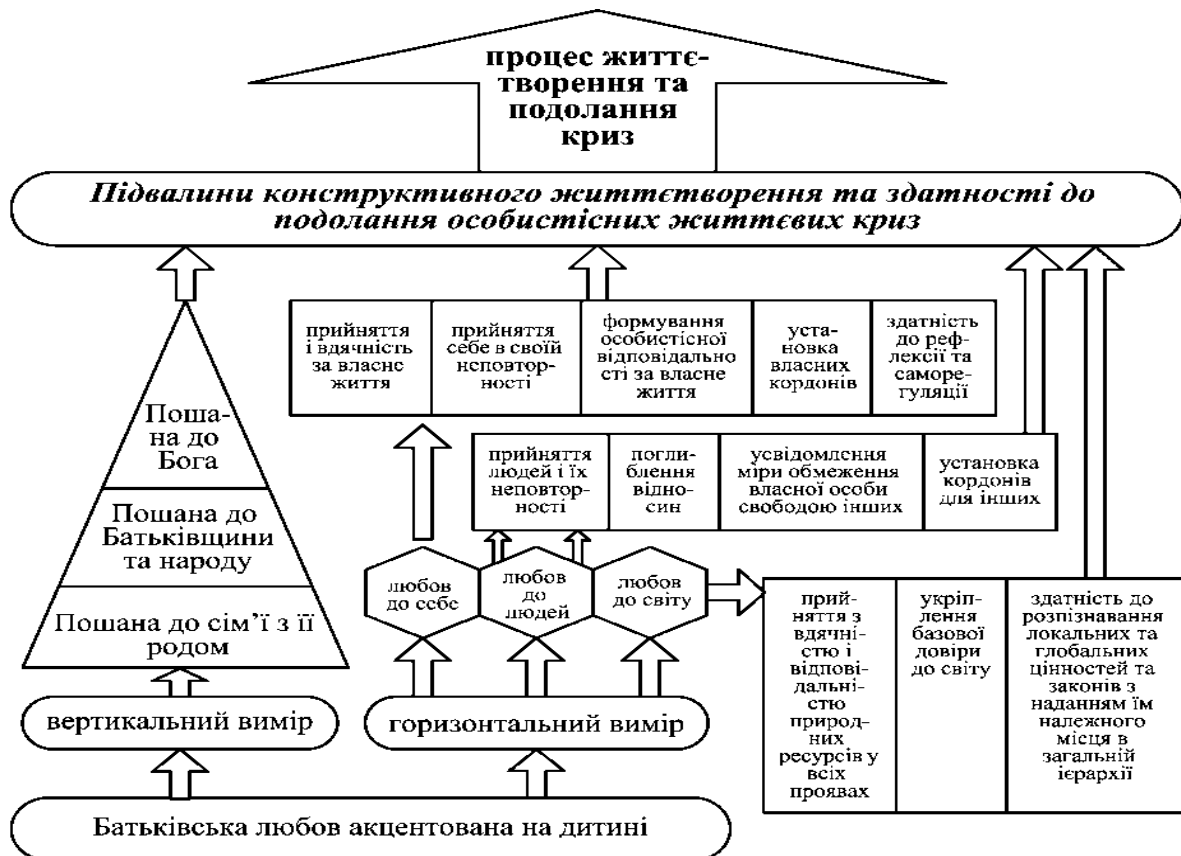 процес життє-
творення та
подолання
криз
Підвалини конструктивного життєтворення та здатності до
подолання особистісних життєвих криз
прийняття
і вдячність
за власне
життя
прийняття
себе в своїй
неповтор-
ності
формування
особистісної
відповідально
сті за власне
життя
уста-
новка
власних
кордонів
здатність
до реф-
лексії та
саморе-
гуляції
Поша-
на до
Бога
Пошана до
Батьківщини
та народу
Пошана до сім'ї з її
родом
прийняття
людей і їх
неповтор-
ності
погли-
блення
відно-
син
усвідомлення
міри обмеження
власної особи
свободою інших
установка
кордонів
для інших
любов
до себе
любов
до
людей
любов
до світу
прий-
няття з
вдячні-
стю і
відпові-
дальні-
стю
природ-
них
ресурсів у
всіх
проявах
укріп-
лення
базової
довіри
до світу
здатність до
розпізнавання
локальних та
глобальних
цінностей та
законів з
наданням їм
належного
місця в
загальній
ієрархії
вертикальний вимір
горизонтальний вимір
Батьківська любов акцентована на дитині